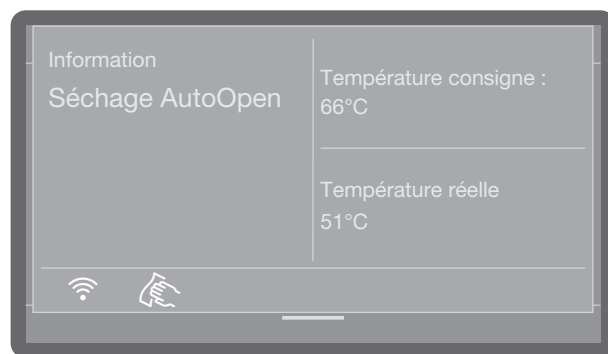 Information
Séchage AutoOpen
Température consigne :
66°C
Température réelle
51°C